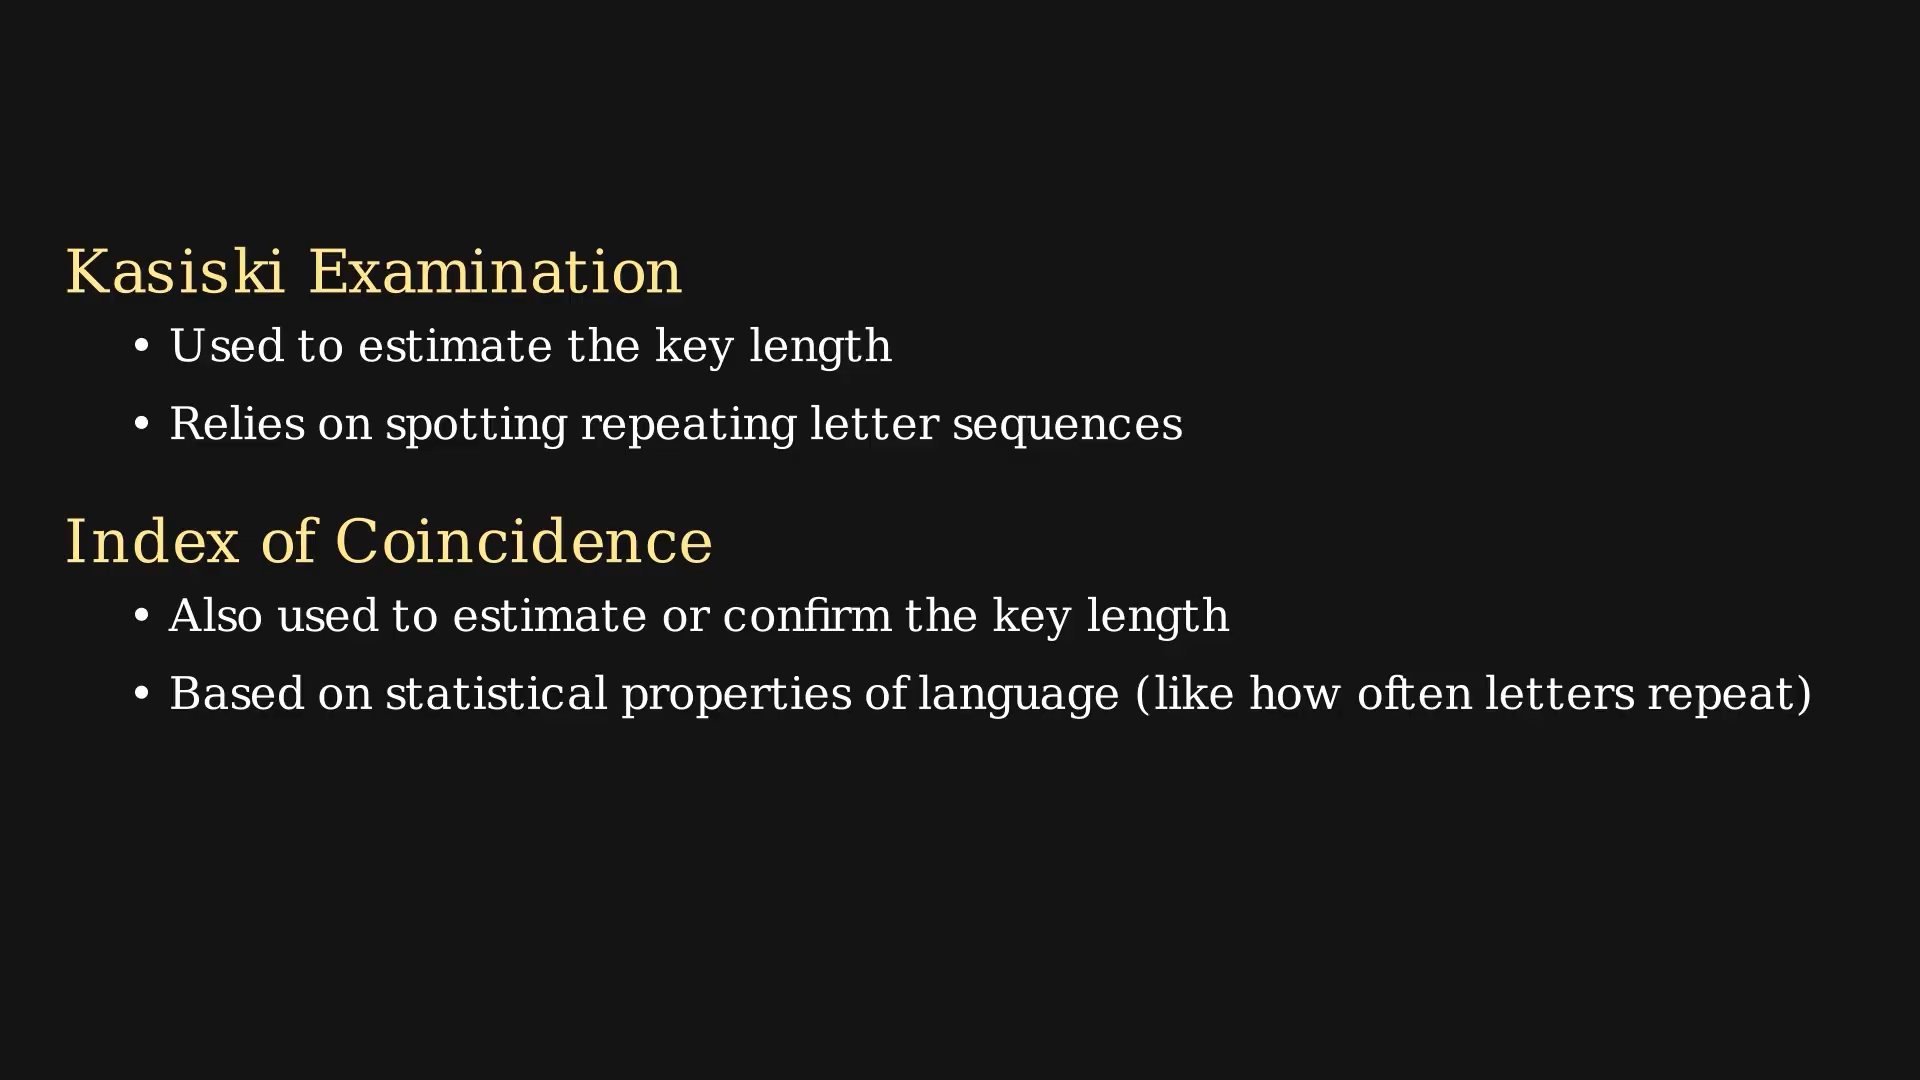 Kasiski Examination
• Used to estimate the key length
• Relies on spotting repeating letter sequences
Index of Coincidence
• Also used to estimate or confirm the key length
• Based on statistical properties of language (like how often letters repeat)